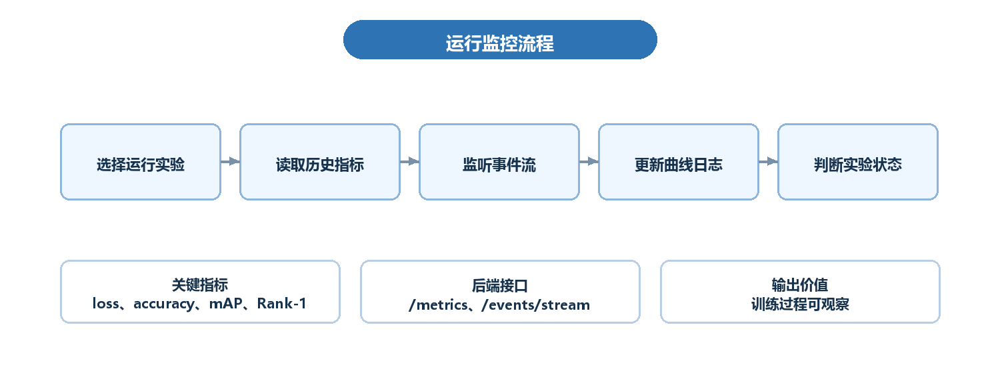 运行监控流程
选择运行实验
读取历史指标
监听事件流
更新曲线日志
判断实验状态
关键指标
loss、accuracy、mAP、Rank-1
后端接口
/metrics、/events/stream
输出价值
训练过程可观察